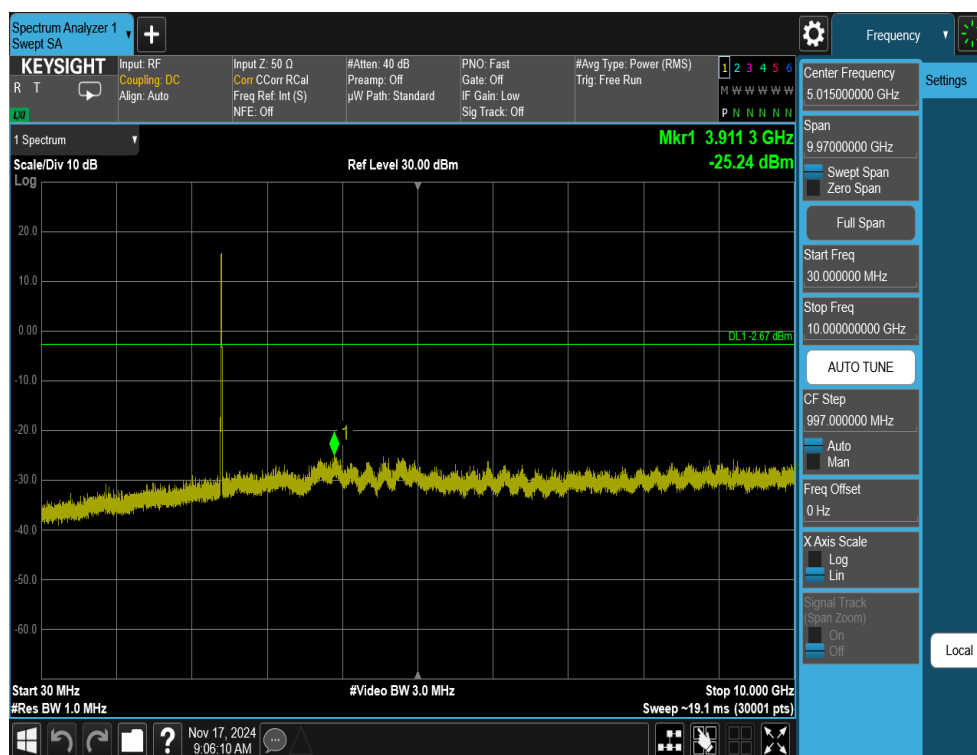 Spectrum Analyzer 1
Swept SA
Frequency
KEYSIGHT
R T
LXI
Input: RF
Coupling: DC
Align: Auto
Input Z: 50 Ω
Corr CCorr RCal
Freq Ref: Int (S)
NFE: Off
#Atten: 40 dB
Preamp: Off
µW Path: Standard
PNO: Fast
Gate: Off
IF Gain: Low
Sig Track: Off
#Avg Type: Power (RMS)
Trig: Free Run
1 2 3 4 5 6
M W W W W W
P N N N N N
1 Spectrum
Scale/Div 10 dB
Ref Level 30.00 dBm
Mkr1 3.911 3 GHz
-25.24 dBm
Log
20.0
10.0
0.00
DL1 -2.67 dBm
-10.0
-20.0
1
-30.0
-40.0
-50.0
-60.0
Start 30 MHz
#Video BW 3.0 MHz
Stop 10.000 GHz
#Res BW 1.0 MHz
Sweep ~19.1 ms (30001 pts)
Center Frequency
5.015000000 GHz
Settings
Span
9.97000000 GHz
Swept Span
Zero Span
Full Span
Start Freq
30.000000 MHz
Stop Freq
10.000000000 GHz
AUTO TUNE
CF Step
997.000000 MHz
Auto
Man
Freq Offset
0 Hz
X Axis Scale
Log
Lin
Signal Track
(Span Zoom)
On
Off
Local
?
Nov 17, 2024
9:06:10 AM